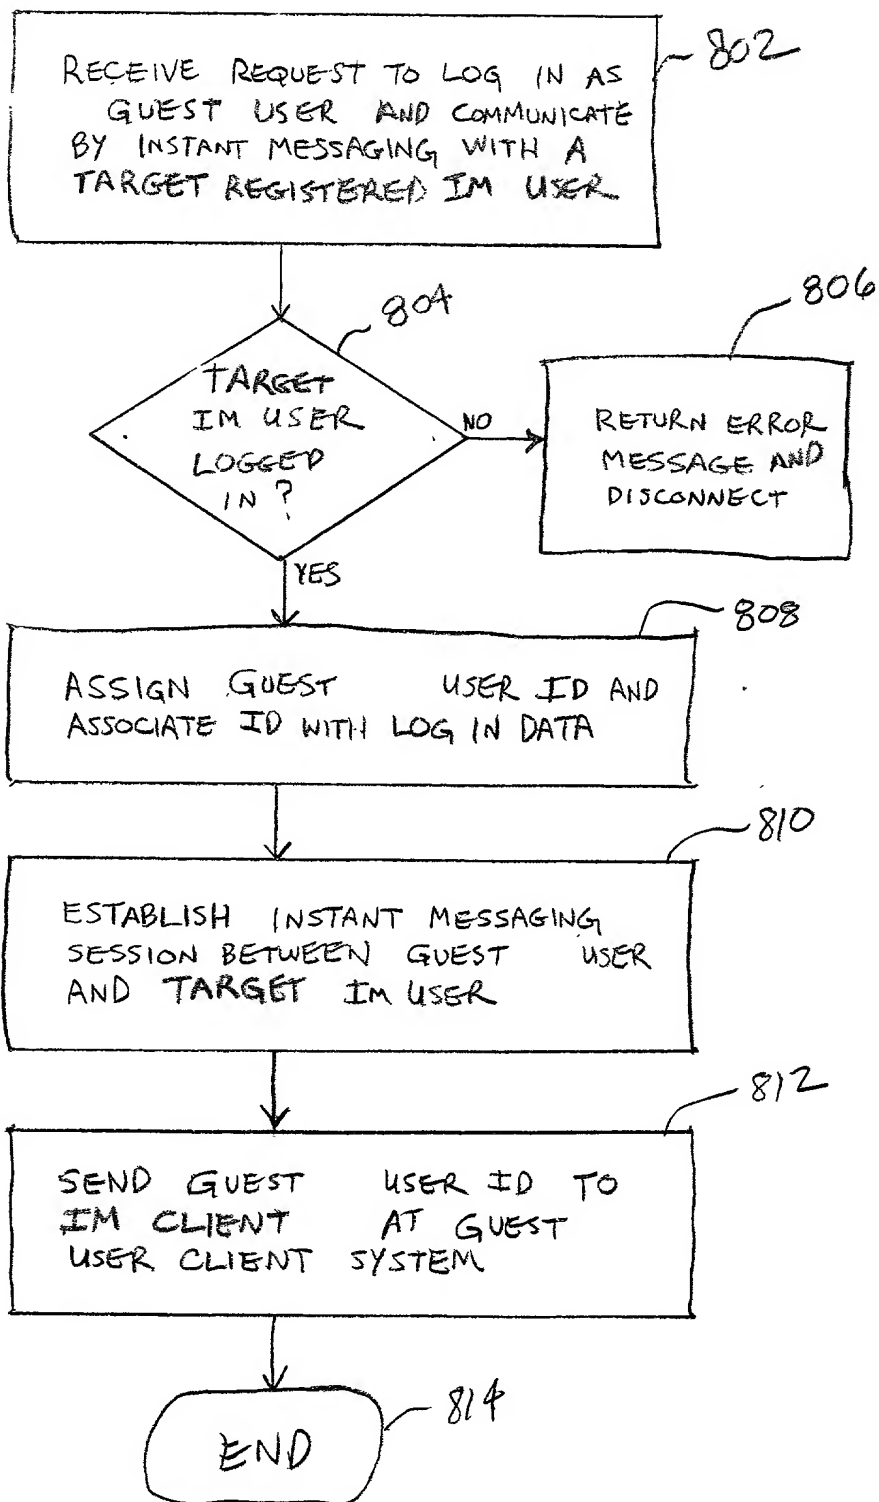 802
RECEIVE REQUEST TO LOG IN AS
GUEST USER AND COMMUNICATE
BY INSTANT MESSAGING WITH A
TARGET REGISTERED IM USER
804
TARGET
IM USER
LOGGED
IN?
NO
806
RETURN ERROR
MESSAGE AND
DISCONNECT
YES
808
ASSIGN GUEST USER ID AND
ASSOCIATE ID WITH LOG IN DATA
810
ESTABLISH INSTANT MESSAGING
SESSION BETWEEN GUEST USER
AND TARGET IM USER
812
SEND GUEST USER ID TO
IM CLIENT AT GUEST
USER CLIENT SYSTEM
814
END